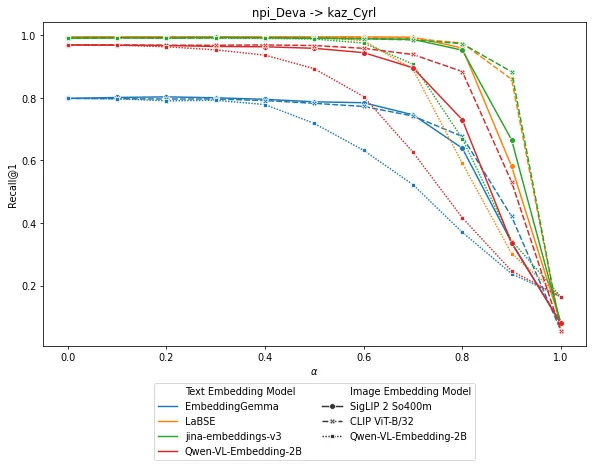 npi_Deva -> kaz_Cyrl
Recall@1
1.0
0.8
0.6
0.4
0.2
0.0 0.2 0.4 0.6 0.8 1.0
α
Text Embedding Model Image Embedding Model
EmbeddingGemma SigLIP 2 So400m
LaBSE CLIP ViT-B/32
jina-embeddings-v3 Qwen-VL-Embedding-2B
Qwen-VL-Embedding-2B